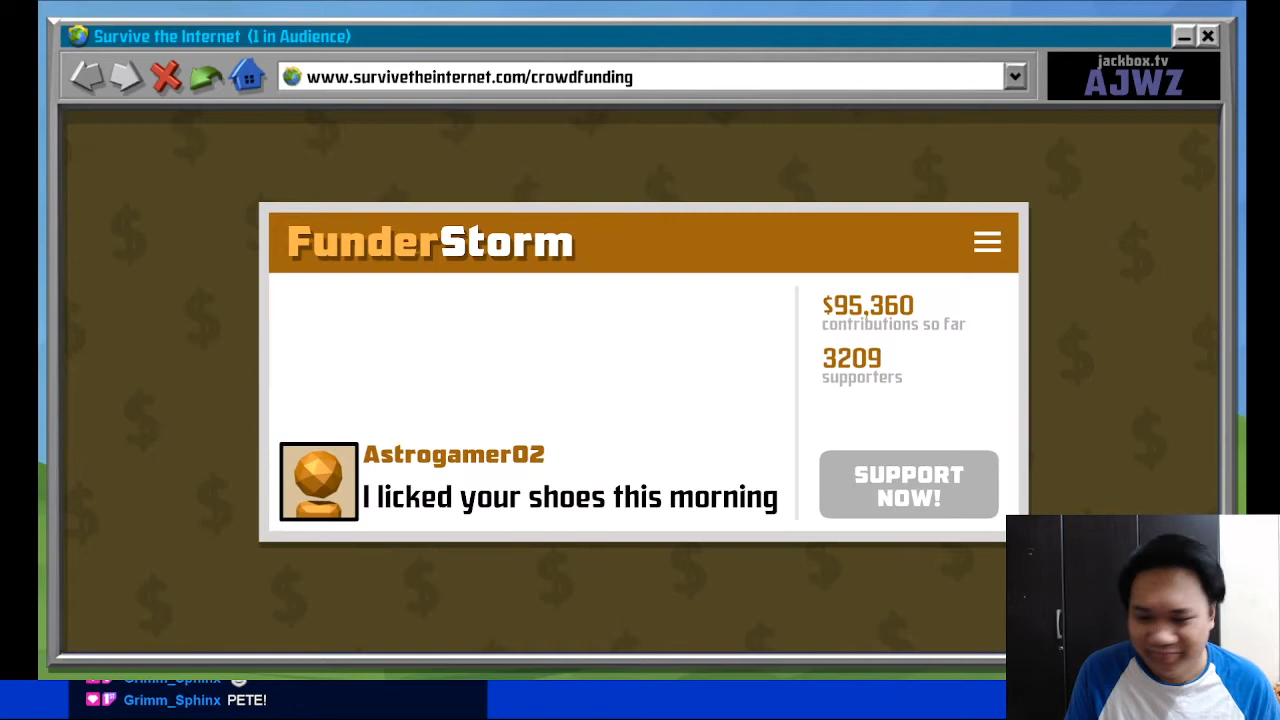 Survive the Internet (1 in Audience)
www.survivetheinternet.com/crowdfunding
jackbox.tv
AJWZ
FunderStorm
$95,360
contributions so far
3209
supporters
Astrogamer02
I licked your shoes this morning
SUPPORT
NOW!
Grimm_Sphinx
Grimm_Sphinx PETE!